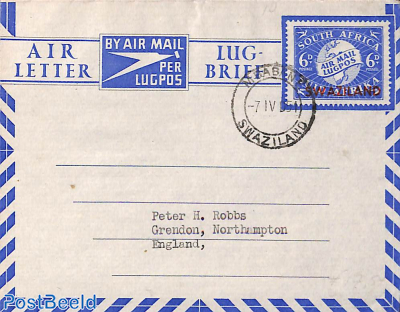 AIR LETTER
BY AIR MAIL
PER LUGPOS
LUG-BRIEF
SOUTH AFRICA
6D 6D
AIR MAIL
LUGPOS
SWAZILAND
-7 IV
SWAZILAND
Peter H. Robbs
Grendon, Northampton
England,
PostBeeld